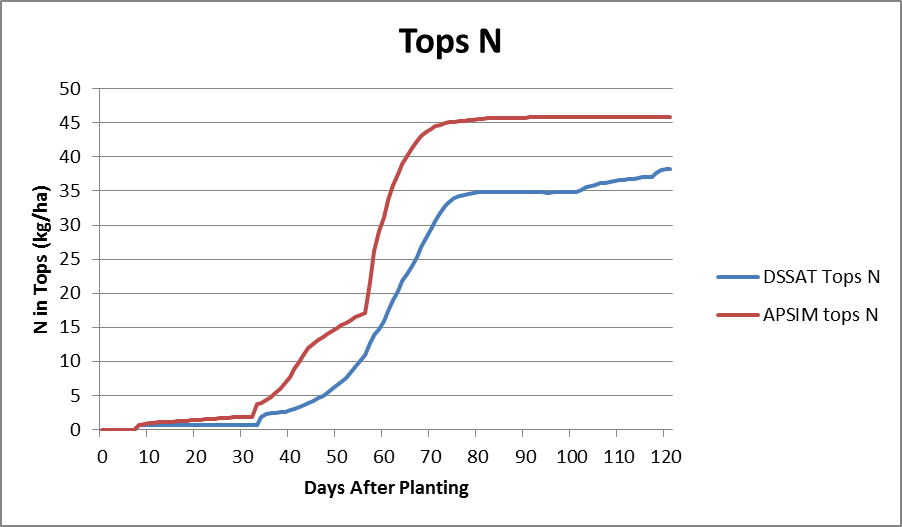 Tops N
50
45
40
35
30
25
20
15
10
5
0
N in Tops (kg/ha)
0 10 20 30 40 50 60 70 80 90 100 110 120
Days After Planting
DSSAT Tops N
APSIM tops N